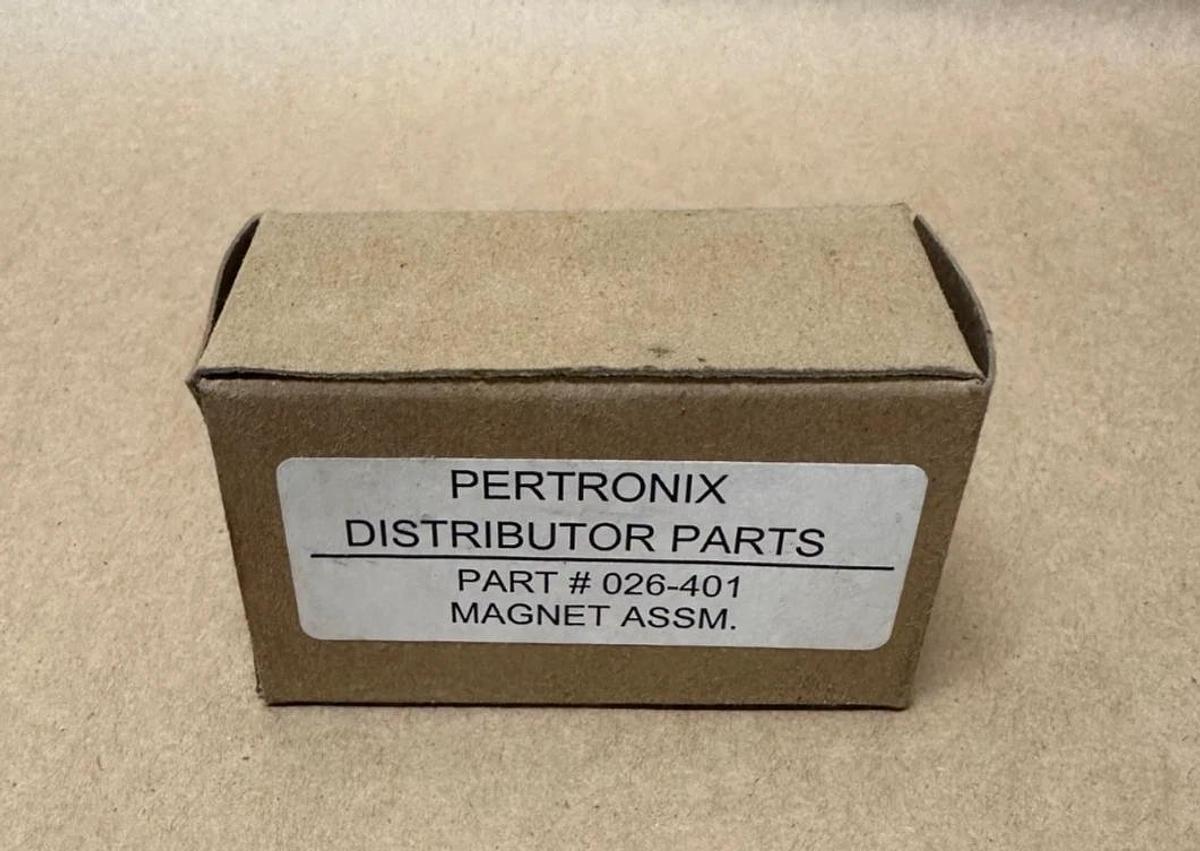 PERTRONIX
DISTRIBUTOR PARTS
PART # 026-401
MAGNET ASSM.